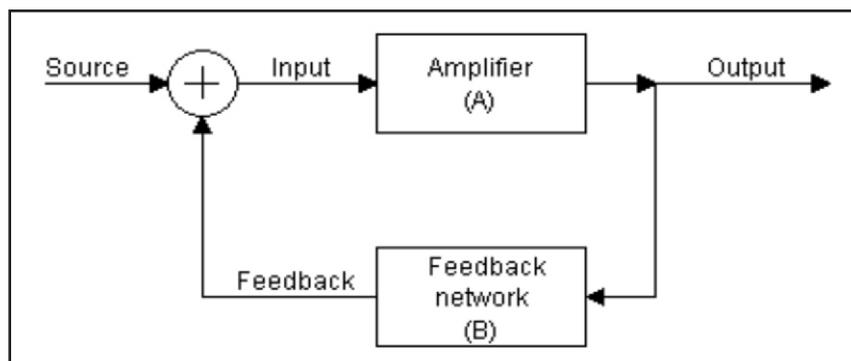 Source
Input
Amplifier
(A)
Output
Feedback
Feedback
network
(B)